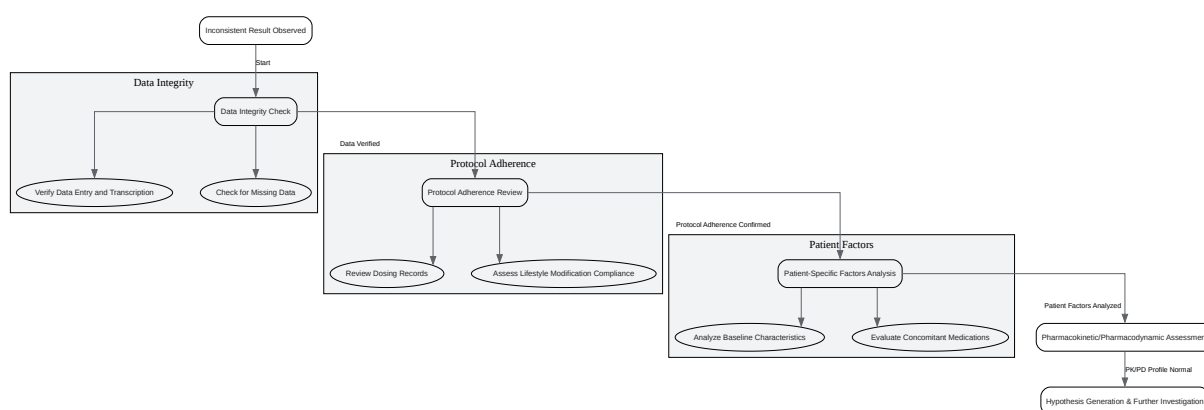 Inconsistent Result Observed
Start
Data Integrity
Data Integrity Check
Verify Data Entry and Transcription
Check for Missing Data
Data Verified
Protocol Adherence
Protocol Adherence Review
Review Dosing Records
Assess Lifestyle Modification Compliance
Protocol Adherence Confirmed
Patient Factors
Patient-Specific Factors Analysis
Analyze Baseline Characteristics
Evaluate Concomitant Medications
Patient Factors Analyzed
Pharmacokinetic/Pharmacodynamic Assessmen
PK/PD Profile Normal
Hypothesis Generation & Further Investigation